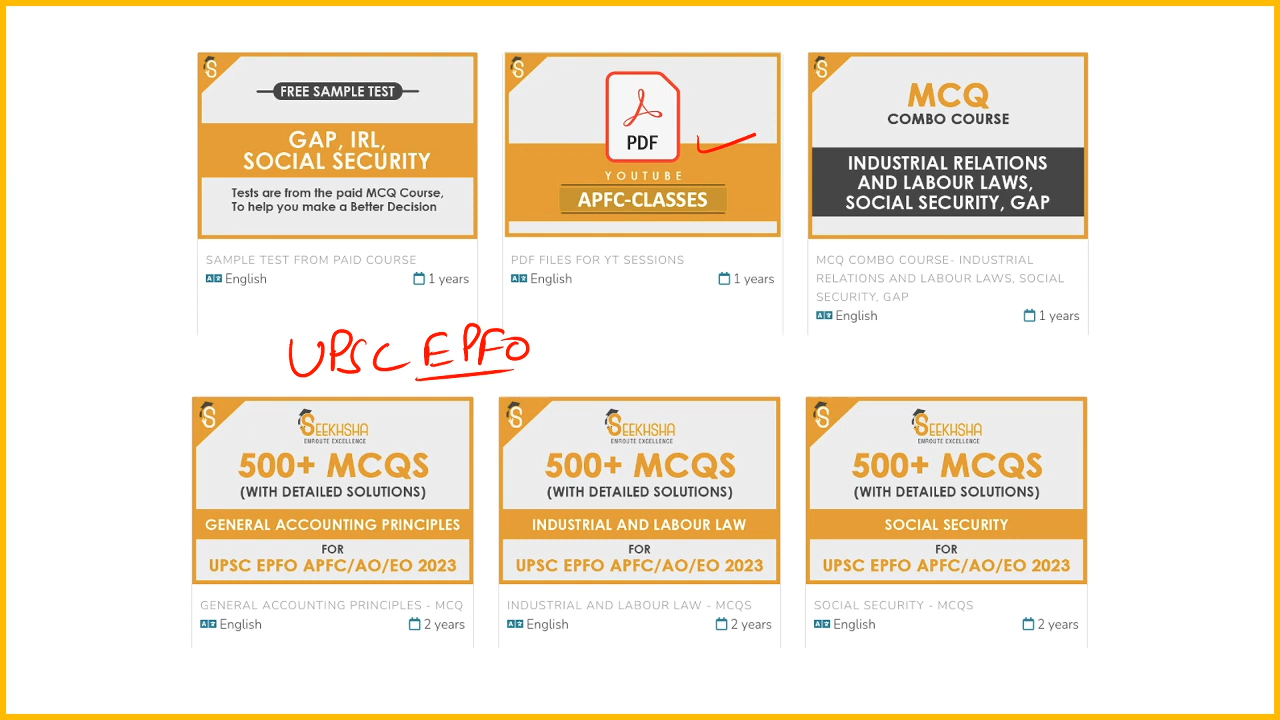 FREE SAMPLE TEST
GAP, IRL,
SOCIAL SECURITY
Tests are from the paid MCQ Course,
To help you make a Better Decision
SAMPLE TEST FROM PAID COURSE
English
1 years
PDF
YOUTUBE
APFC-CLASSES
PDF FILES FOR YT SESSIONS
English
1 years
MCQ
COMBO COURSE
INDUSTRIAL RELATIONS
AND LABOUR LAWS,
SOCIAL SECURITY, GAP
MCQ COMBO COURSE- INDUSTRIAL
RELATIONS AND LABOUR LAWS, SOCIAL
SECURITY, GAP
English
1 years
UPSC EPFO
SEEKHSHA
ENROUTE EXCELLENCE
500+ MCQS
(WITH DETAILED SOLUTIONS)
GENERAL ACCOUNTING PRINCIPLES
FOR
UPSC EPFO APFC/AO/EO 2023
GENERAL ACCOUNTING PRINCIPLES - MCQ
English
2 years
SEEKHSHA
ENROUTE EXCELLENCE
500+ MCQS
(WITH DETAILED SOLUTIONS)
INDUSTRIAL AND LABOUR LAW
FOR
UPSC EPFO APFC/AO/EO 2023
INDUSTRIAL AND LABOUR LAW - MCQS
English
2 years
SEEKHSHA
ENROUTE EXCELLENCE
500+ MCQS
(WITH DETAILED SOLUTIONS)
SOCIAL SECURITY
FOR
UPSC EPFO APFC/AO/EO 2023
SOCIAL SECURITY - MCQS
English
2 years